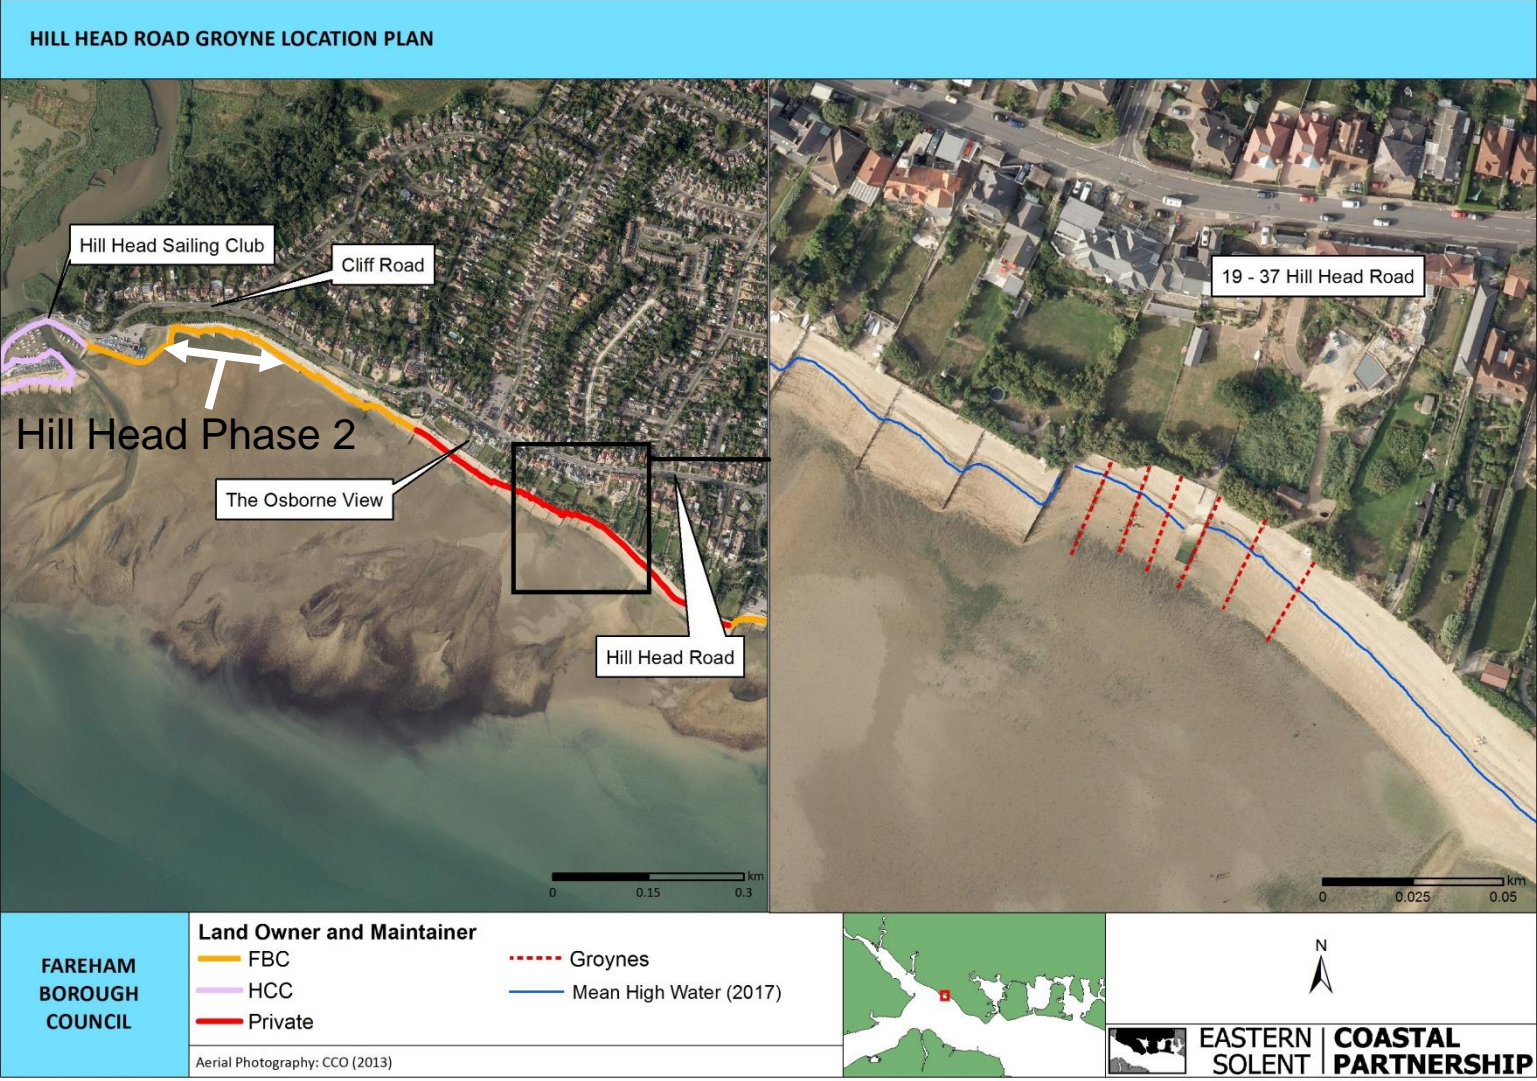 HILL HEAD ROAD GROYNE LOCATION PLAN
Hill Head Sailing Club
Cliff Road
Hill Head Phase 2
The Osborne View
Hill Head Road
km
0 0.15 0.3
19 - 37 Hill Head Road
km
0 0.025 0.05
FAREHAM
BOROUGH
COUNCIL
Land Owner and Maintainer
FBC
HCC
Private
Groynes
Mean High Water (2017)
Aerial Photography: CCO (2013)
N
EASTERN
SOLENT
COASTAL
PARTNERSHIP